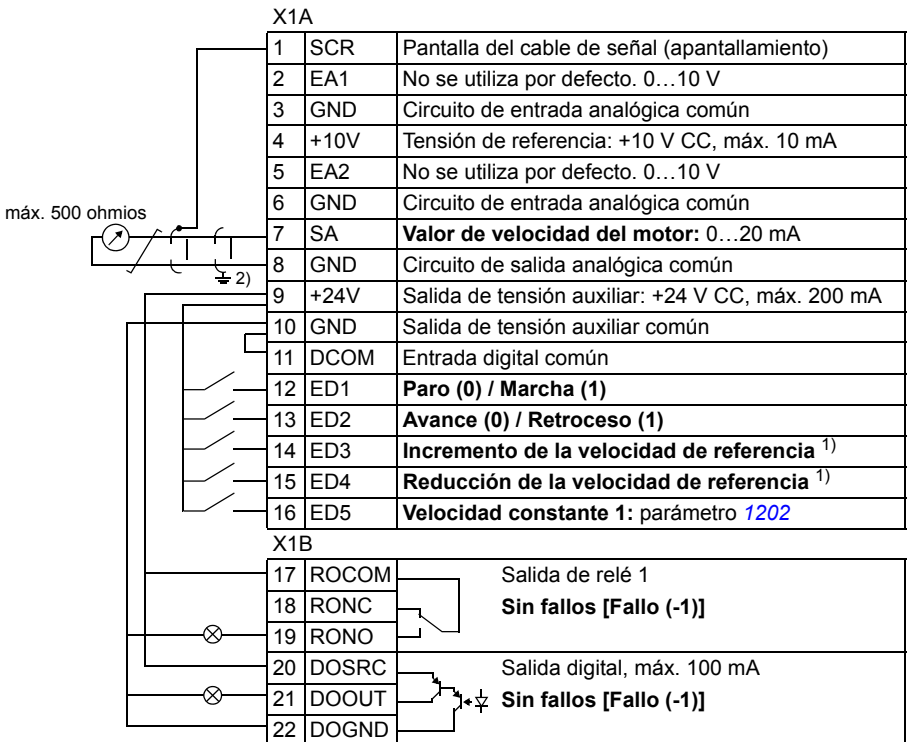 X1A
1 SCR Pantalla del cable de señal (apantallamiento)
2 EA1 No se utiliza por defecto. 0…10 V
3 GND Circuito de entrada analógica común
4 +10V Tensión de referencia: +10 V CC, máx. 10 mA
5 EA2 No se utiliza por defecto. 0…10 V
6 GND Circuito de entrada analógica común
máx. 500 ohmios
7 SA Valor de velocidad del motor: 0…20 mA
8 GND Circuito de salida analógica común
2)
9 +24V Salida de tensión auxiliar: +24 V CC, máx. 200 mA
10 GND Salida de tensión auxiliar común
11 DCOM Entrada digital común
12 ED1 Paro (0) / Marcha (1)
13 ED2 Avance (0) / Retroceso (1)
14 ED3 Incremento de la velocidad de referencia 1)
15 ED4 Reducción de la velocidad de referencia 1)
16 ED5 Velocidad constante 1: parámetro 1202
X1B
17 ROCOM Salida de relé 1
18 RONC Sin fallos [Fallo (-1)]
19 RONO
20 DOSRC Salida digital, máx. 100 mA
21 DOOUT Sin fallos [Fallo (-1)]
22 DOGND